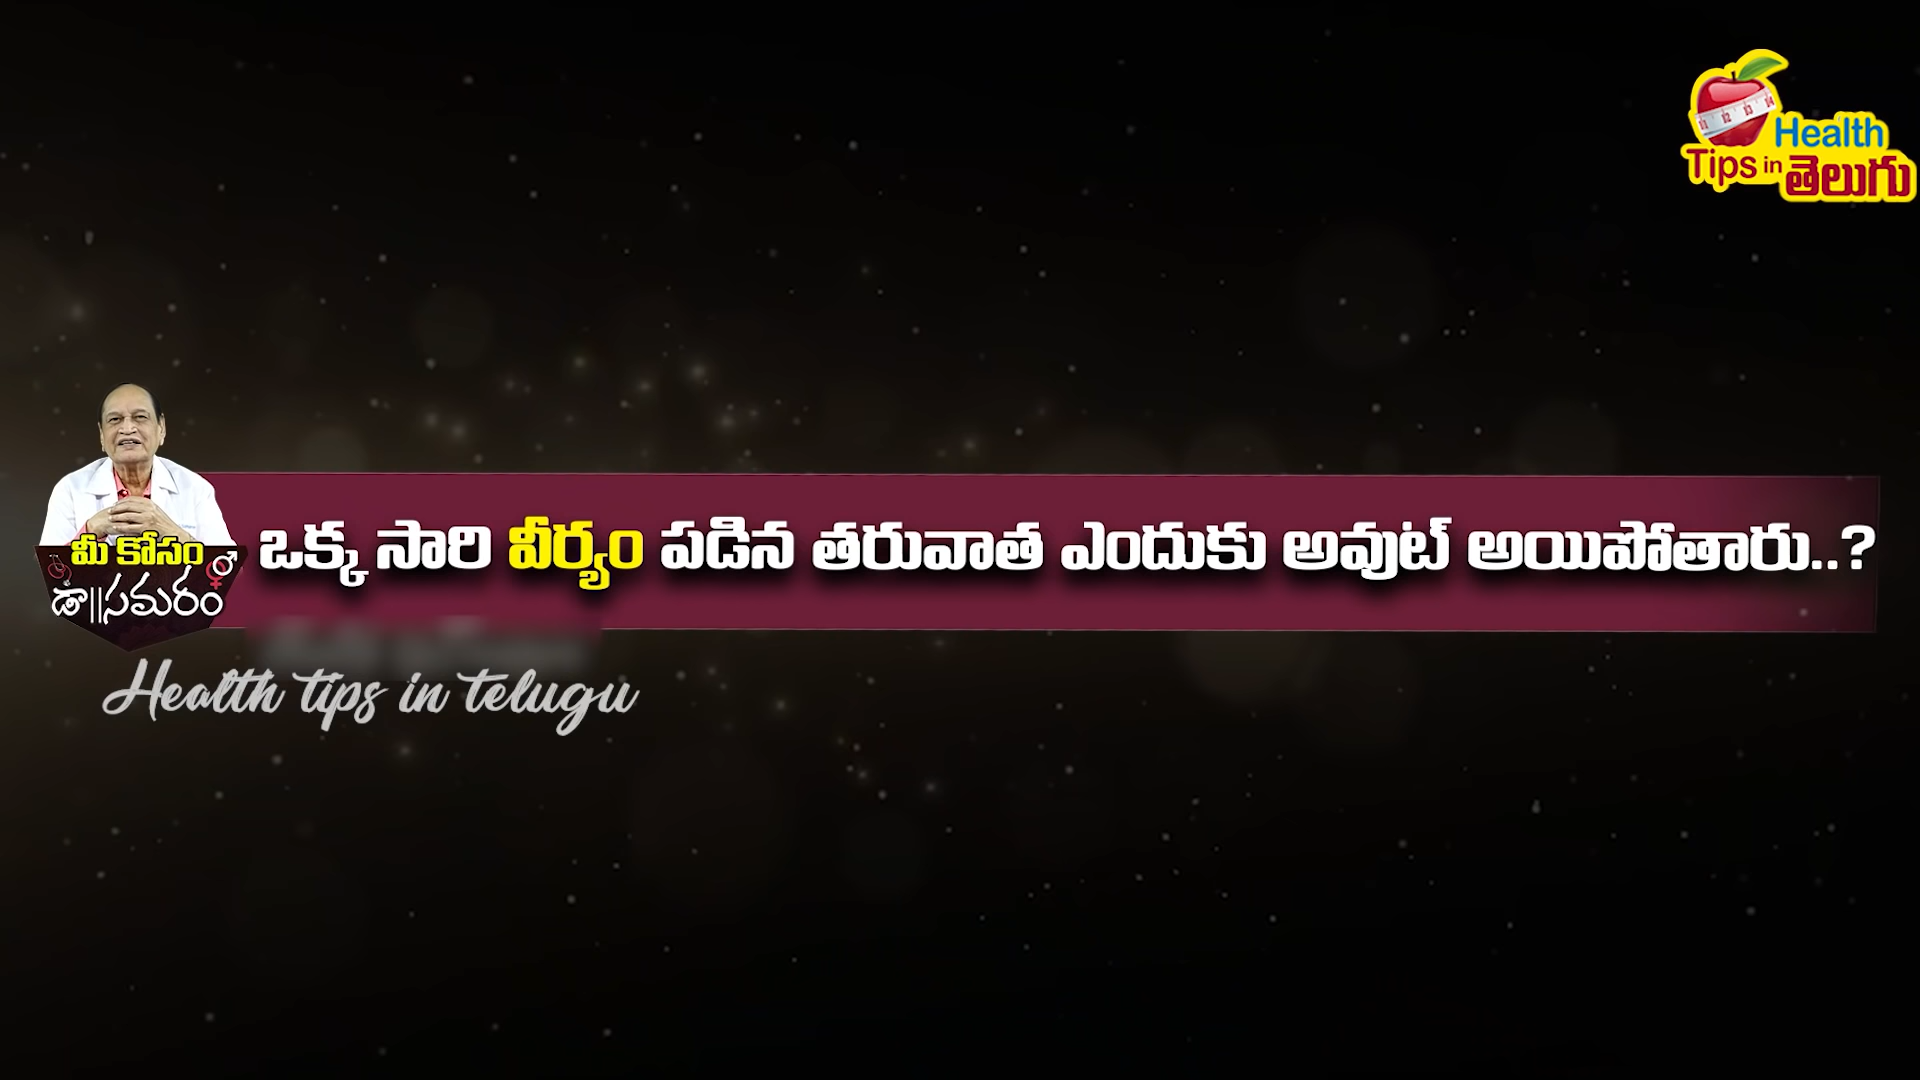 Health
Tips in తెలుగు
ఒక్క సారి వీర్యం పడిన తరువాత ఎందుకు అవుట్ అయిపోతారు..?
మీ కోసం
డా||సమరం
Health tips in telugu